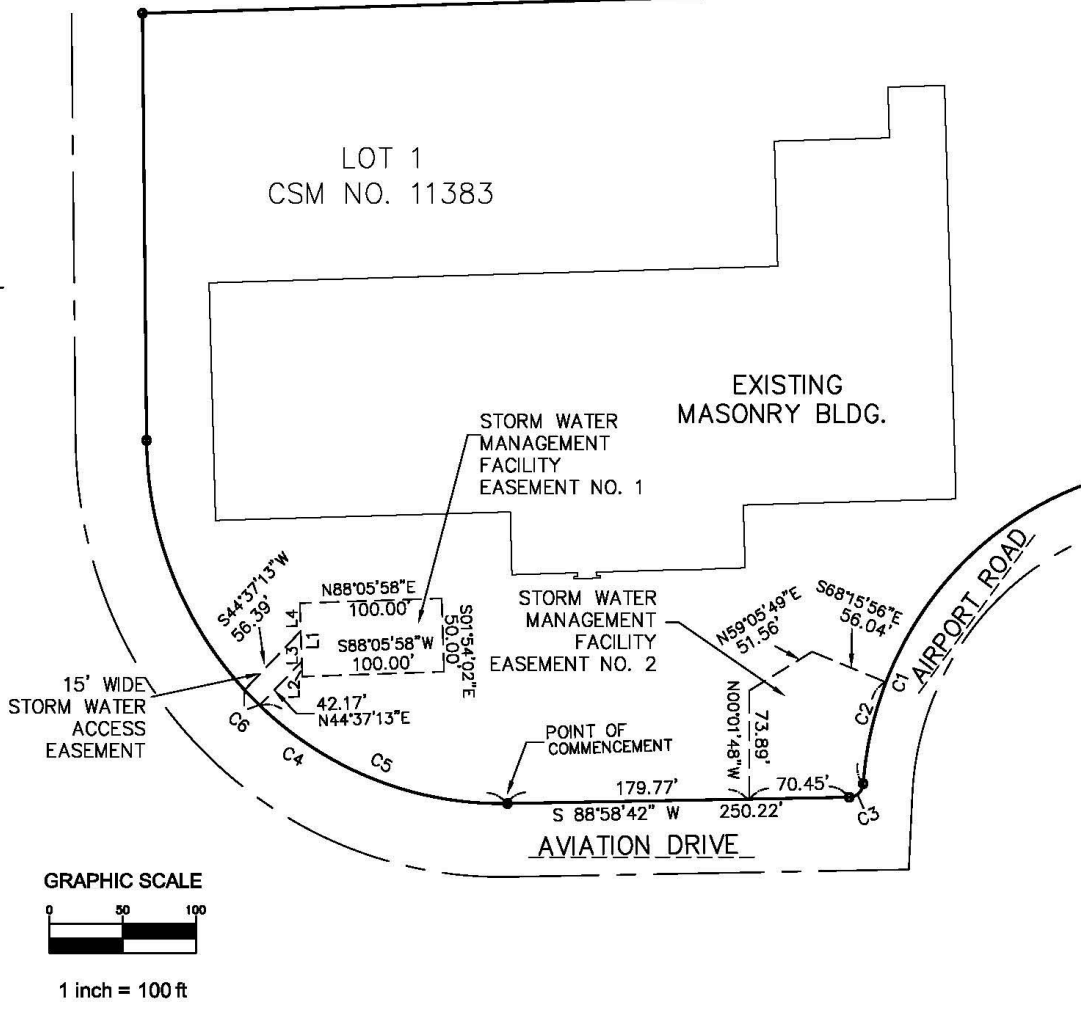 LOT 1
CSM NO. 11383
EXISTING
MASONRY BLDG.
STORM WATER
MANAGEMENT
FACILITY
EASEMENT NO. 1
S44°37'13"W
56.39'
N88°05'58"E
100.00'
S88°05'58"W
100.00'
S01°54'02"E
50.00'
L4
L1
L3
L2
42.17'
N44°37'13"E
15' WIDE
STORM WATER
ACCESS
EASEMENT
C6
C4
C5
STORM WATER
MANAGEMENT
FACILITY
EASEMENT NO. 2
N59°05'49"E
51.56'
S68°15'56"E
56.04'
N00°01'48"W
73.89'
C2
C1
AIRPORT ROAD
POINT OF
COMMENCEMENT
179.77'
70.45'
S 88°58'42" W
250.22'
C3
AVIATION DRIVE
GRAPHIC SCALE
0 50 100
1 inch = 100 ft